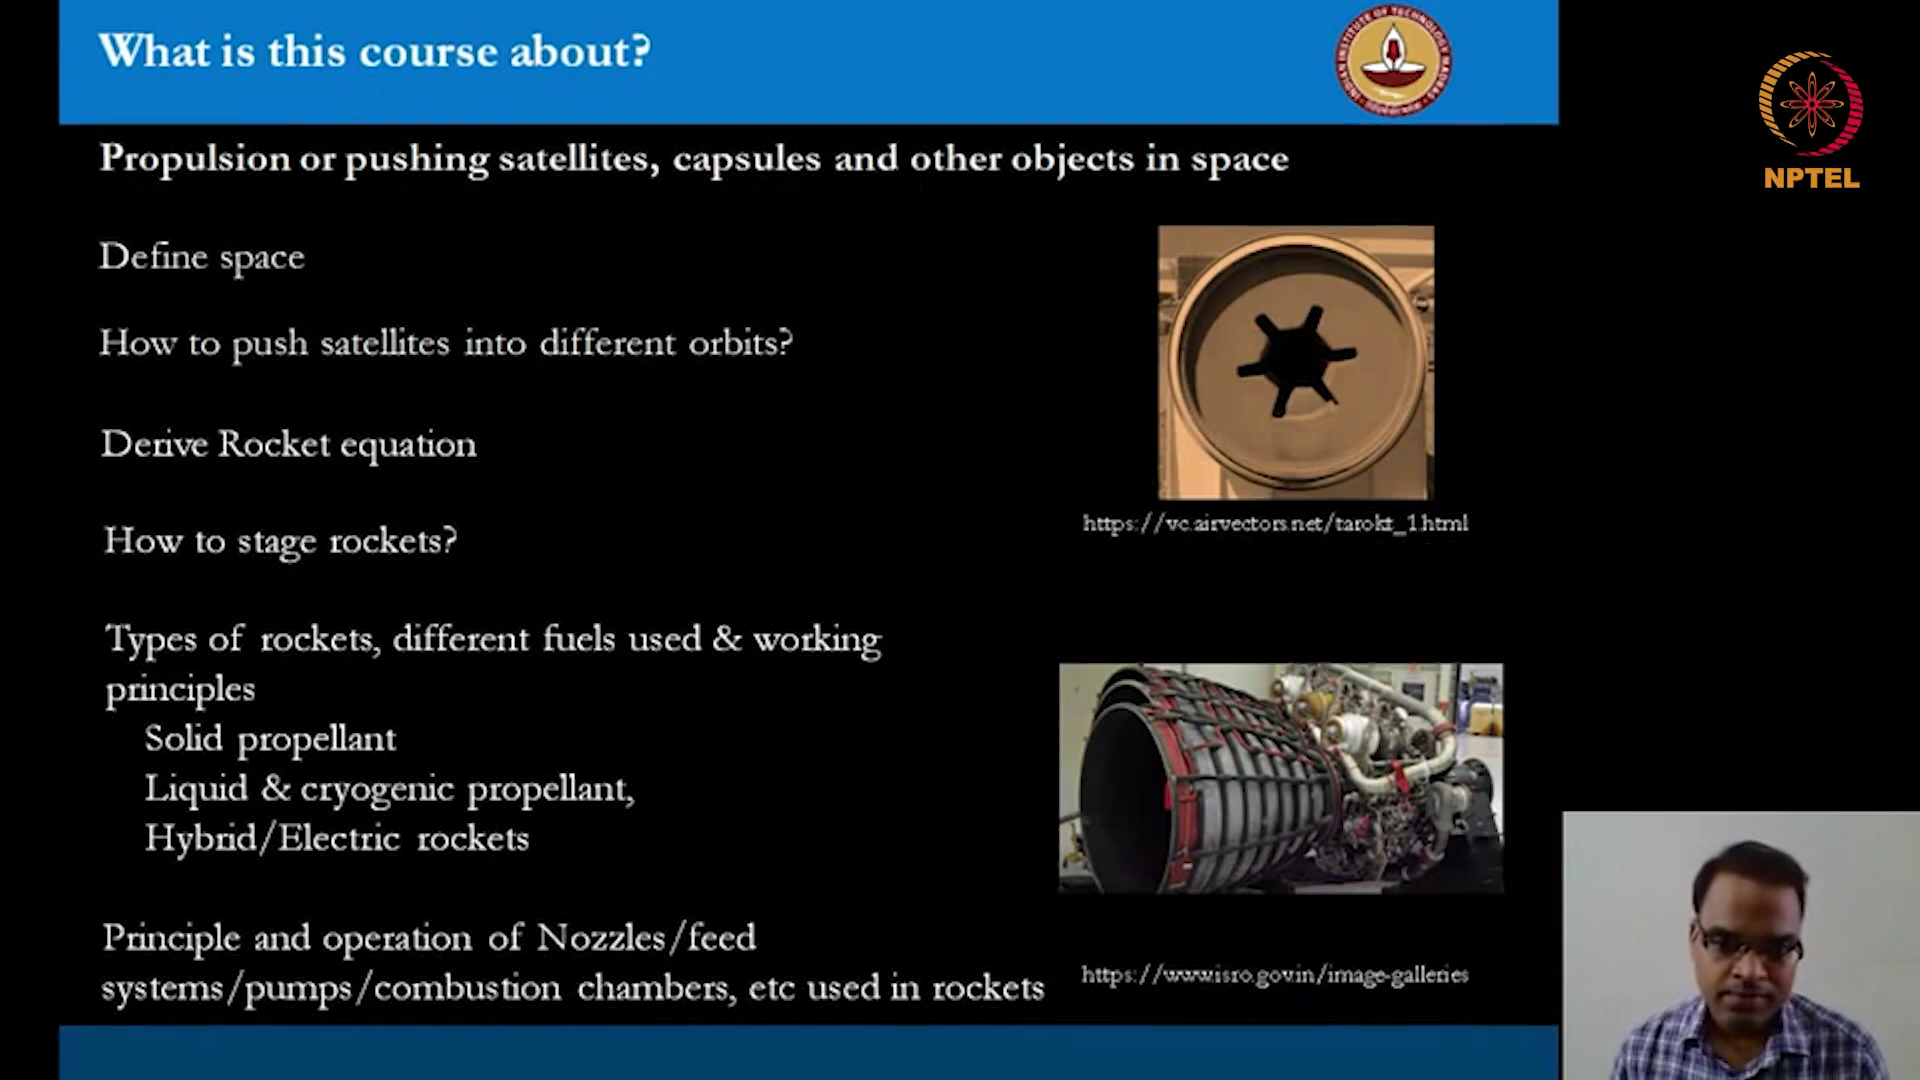 What is this course about?
NPTEL
Propulsion or pushing satellites, capsules and other objects in space
Define space
How to push satellites into different orbits?
Derive Rocket equation
https://vc.airvectors.net/tarokt_1.html
How to stage rockets?
Types of rockets, different fuels used & working
principles
Solid propellant
Liquid & cryogenic propellant,
Hybrid/Electric rockets
Principle and operation of Nozzles/feed
systems/pumps/combustion chambers, etc used in rockets
https://www.isro.gov.in/image-galleries